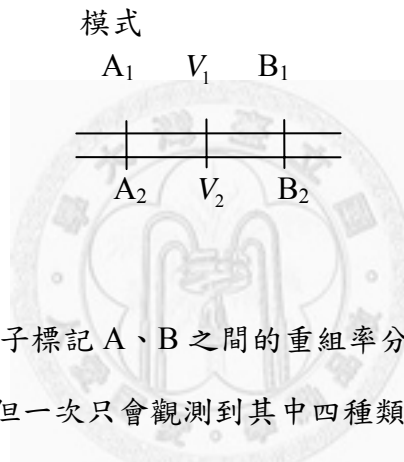 模式
A₁ V₁ B₁
A₂ V₂ B₂
子標記 A、B 之間的重組率分
但一次只會觀測到其中四種類